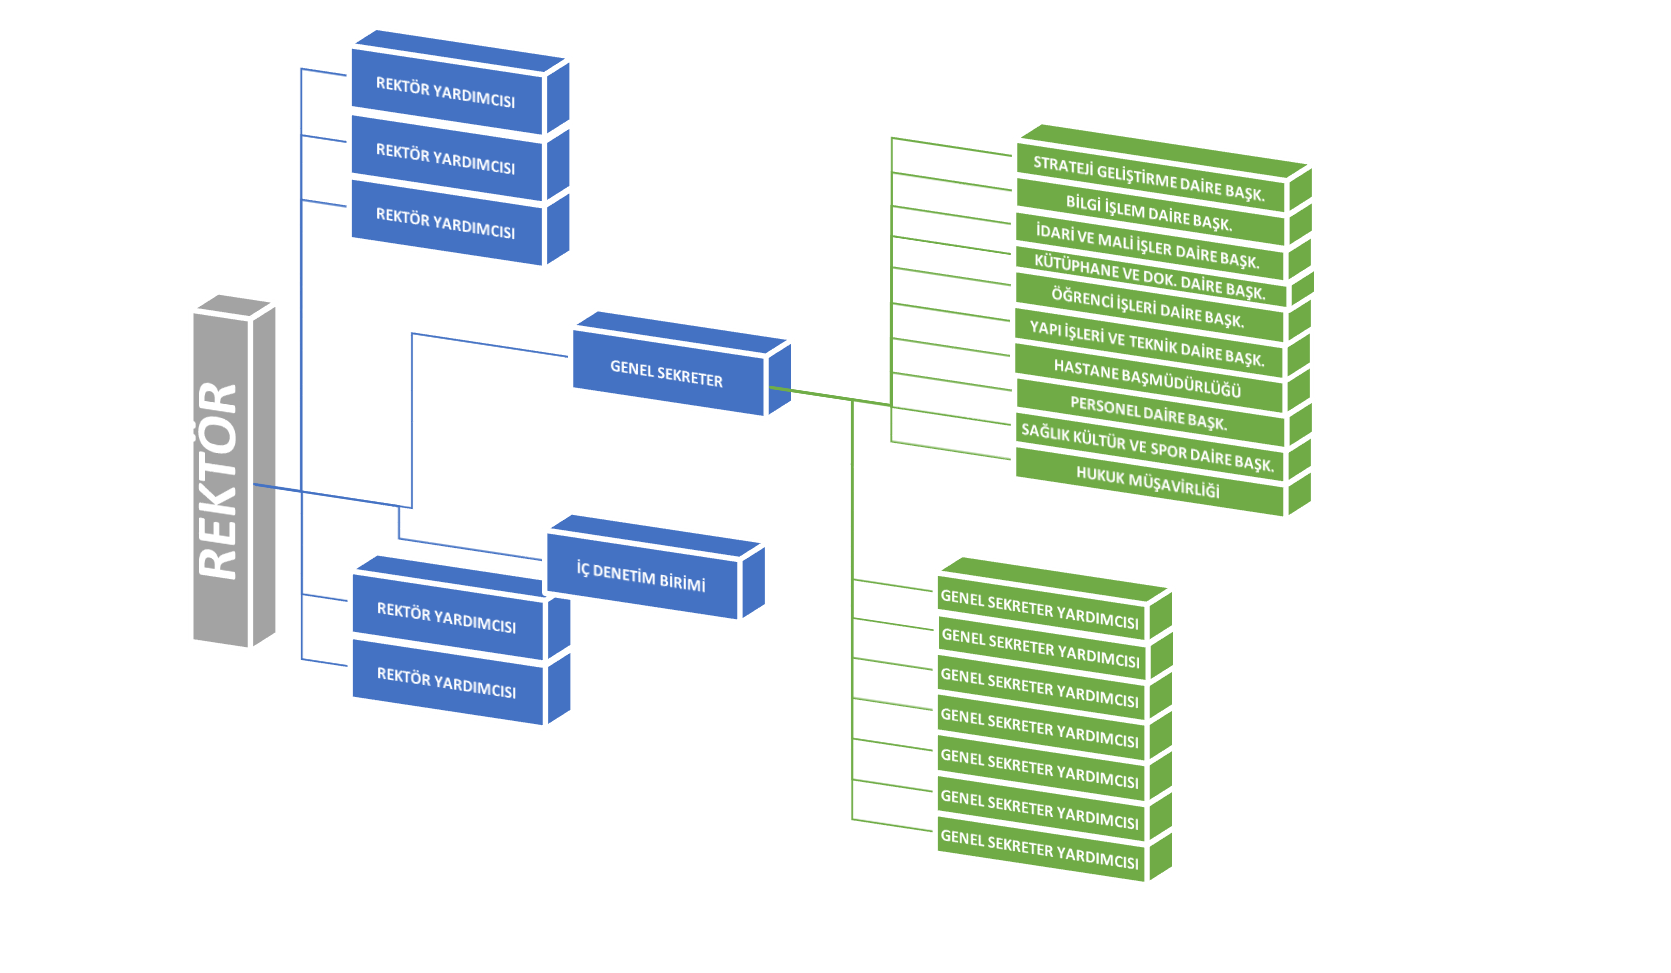 REKTÖR
REKTÖR YARDIMCISI
REKTÖR YARDIMCISI
REKTÖR YARDIMCISI
GENEL SEKRETER
İÇ DENETİM BİRİMİ
REKTÖR YARDIMCISI
REKTÖR YARDIMCISI
STRATEJİ GELİŞTİRME DAİRE BAŞK.
BİLGİ İŞLEM DAİRE BAŞK.
İDARİ VE MALİ İŞLER DAİRE BAŞK.
KÜTÜPHANE VE DOK. DAİRE BAŞK.
ÖĞRENCİ İŞLERİ DAİRE BAŞK.
YAPI İŞLERİ VE TEKNİK DAİRE BAŞK.
HASTANE BAŞMÜDÜRLÜĞÜ
PERSONEL DAİRE BAŞK.
SAĞLIK KÜLTÜR VE SPOR DAİRE BAŞK.
HUKUK MÜŞAVİRLİĞİ
GENEL SEKRETER YARDIMCISI
GENEL SEKRETER YARDIMCISI
GENEL SEKRETER YARDIMCISI
GENEL SEKRETER YARDIMCISI
GENEL SEKRETER YARDIMCISI
GENEL SEKRETER YARDIMCISI
GENEL SEKRETER YARDIMCISI